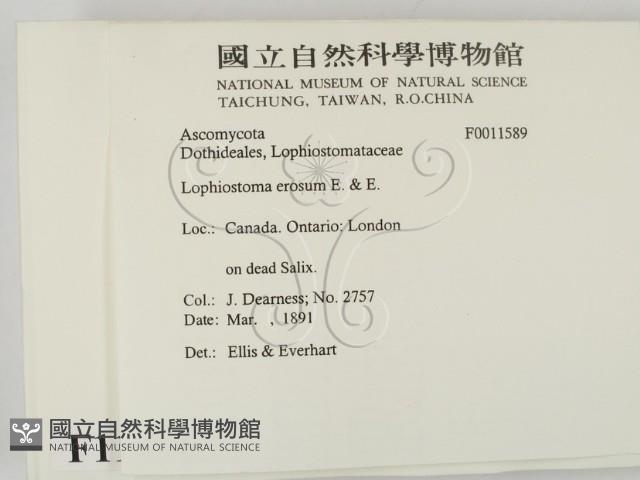 國立自然科學博物館
NATIONAL MUSEUM OF NATURAL SCIENCE
TAICHUNG, TAIWAN, R.O.CHINA
Ascomycota F0011589
Dothideales, Lophiostomataceae
Lophiostoma erosum E. & E.
Loc.: Canada. Ontario: London
on dead Salix.
Col.: J. Dearness; No. 2757
Date: Mar. , 1891
Det.: Ellis & Everhart
國立自然科學博物館
NATIONAL MUSEUM OF NATURAL SCIENCE